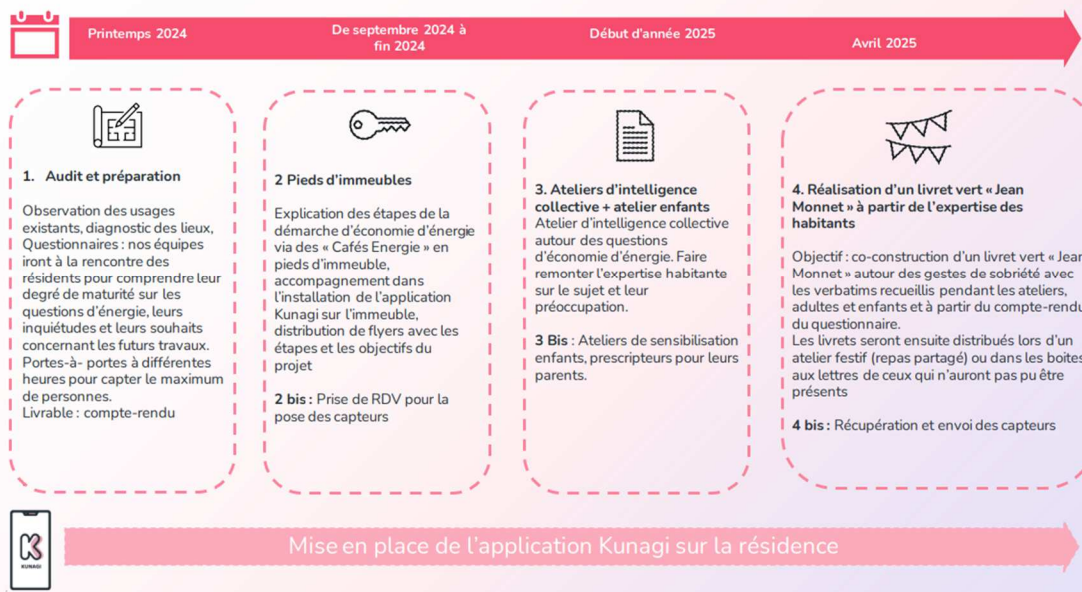 Printemps 2024
De septembre 2024 à
fin 2024
Début d'année 2025
Avril 2025
1. Audit et préparation
Observation des usages
existants, diagnostic des lieux,
Questionnaires : nos équipes
iront à la rencontre des
résidents pour comprendre leur
degré de maturité sur les
questions d'énergie, leurs
inquiétudes et leurs souhaits
concernant les futurs travaux.
Portes-à- portes à différentes
heures pour capter le maximum
de personnes.
Livrable : compte-rendu
2 Pieds d'immeubles
Explication des étapes de la
démarche d'économie d'énergie
via des « Cafés Energie » en
pieds d'immeuble,
accompagnement dans
l'installation de l'application
Kunagi sur l'immeuble,
distribution de flyers avec les
étapes et les objectifs du
projet
2 bis : Prise de RDV pour la
pose des capteurs
3. Ateliers d'intelligence
collective + atelier enfants
Atelier d'intelligence collective
autour des questions
d'économie d'énergie. Faire
remonter l'expertise habitante
sur le sujet et leur
préoccupation.
3 Bis : Ateliers de sensibilisation
enfants, prescripteurs pour leurs
parents.
4. Réalisation d'un livret vert « Jean
Monnet » à partir de l'expertise des
habitants
Objectif : co-construction d'un livret vert « Jean
Monnet » autour des gestes de sobriété avec
les verbatims recueillis pendant les ateliers,
adultes et enfants et à partir du compte-rendu
du questionnaire.
Les livrets seront ensuite distribués lors d'un
atelier festif (repas partagé) ou dans les boites
aux lettres de ceux qui n'auront pas pu être
présents
4 bis : Récupération et envoi des capteurs
K
KUNAGI
Mise en place de l'application Kunagi sur la résidence